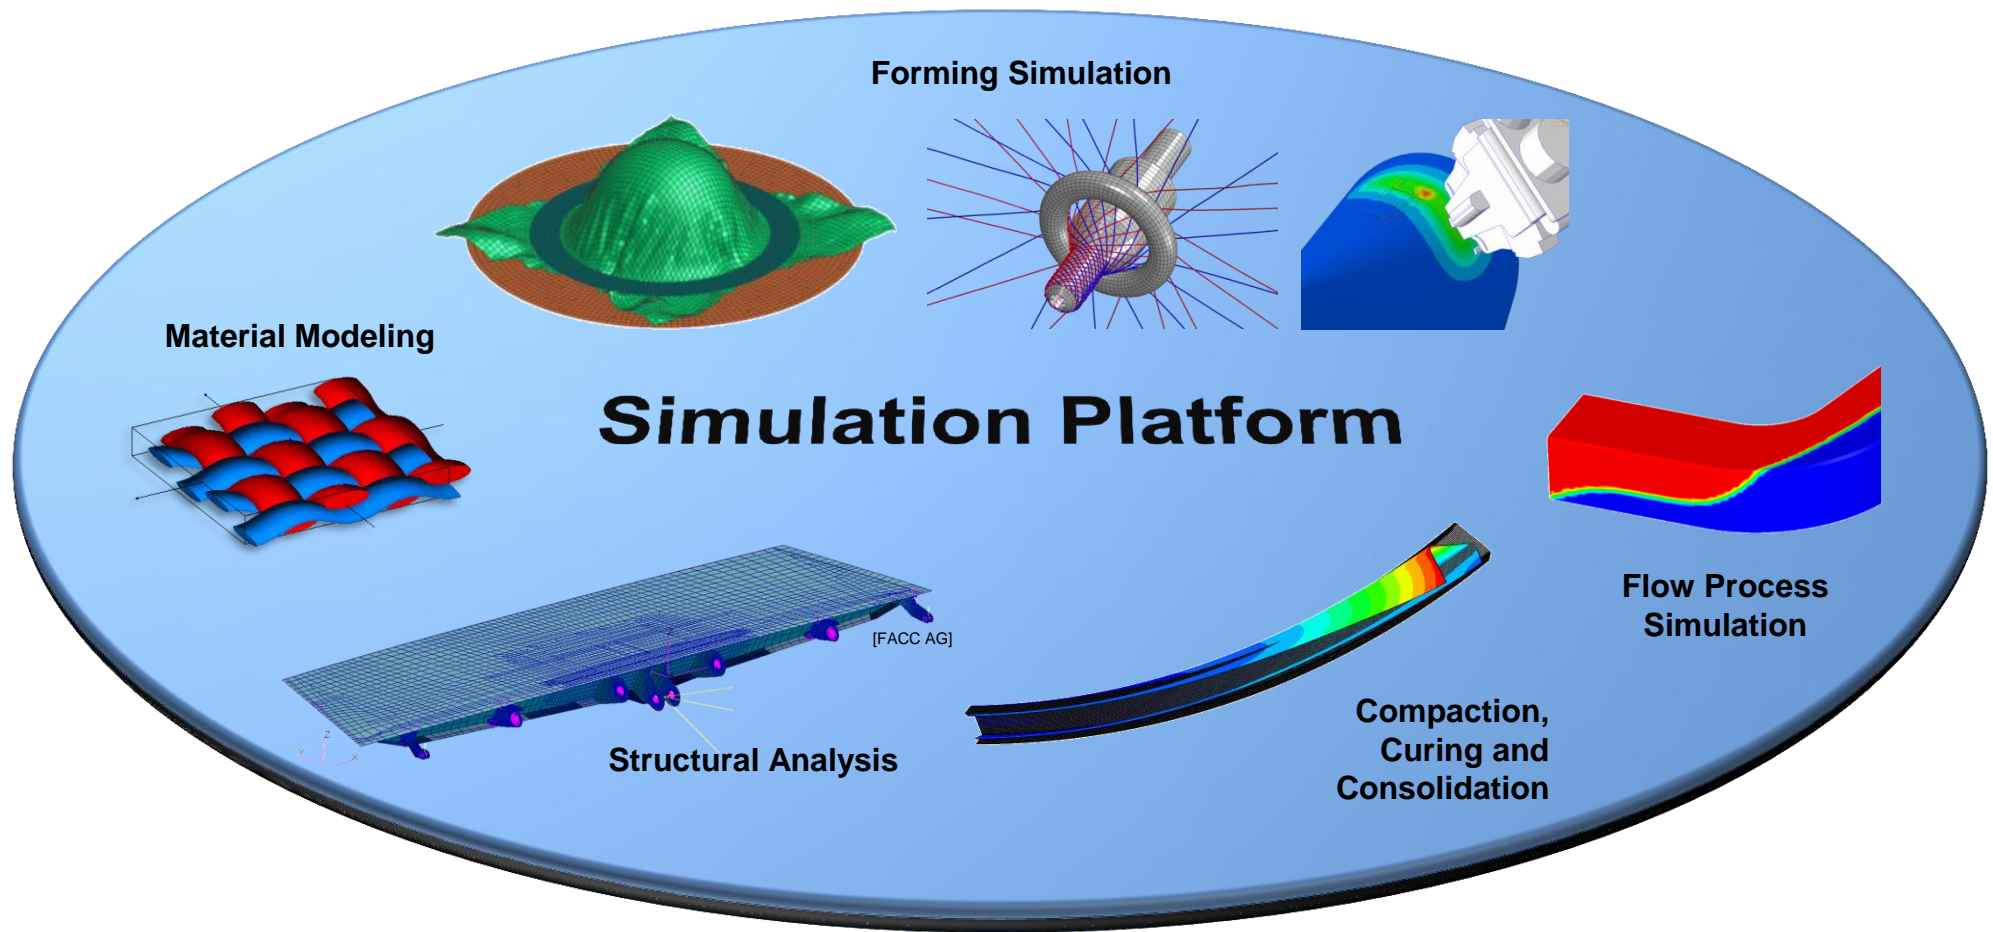 Forming Simulation
Material Modeling
Simulation Platform
Flow Process
Simulation
[FACC AG]
Structural Analysis
Compaction,
Curing and
Consolidation
Z
Y
X